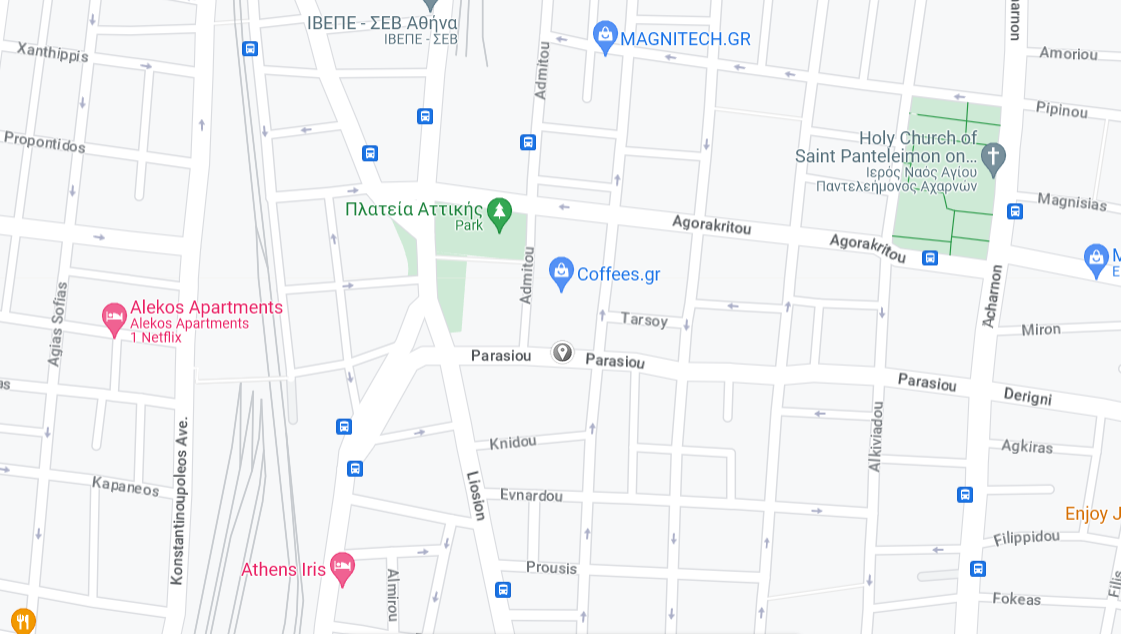 ΙΒΕΠΕ - ΣΕΒ Αθήνα
ΙΒΕΠΕ - ΣΕΒ
MAGNITECH.GR
Xanthippis
Admitou
Amoriou
Pipinou
Propontidos
Holy Church of
Saint Panteleimon on...
Ιερός Ναός Αγίου
Παντελεήμονος Αχαρνών
Magnisias
Πλατεία Αττικής
Park
Agorakritou
Agorakritou
Admitou
Coffees.gr
M
E
Acharnon
Agias Sofias
Alekos Apartments
Alekos Apartments
1 Netflix
Tarsoy
Miron
Parasiou
Parasiou
Parasiou
Derigni
Alkiviadou
Knidou
Agkiras
Konstantinoupoleos Ave.
Kapaneos
Liosion
Evnardou
Enjoy J
Filippidou
Athens Iris
Prousis
Almirou
Fokeas